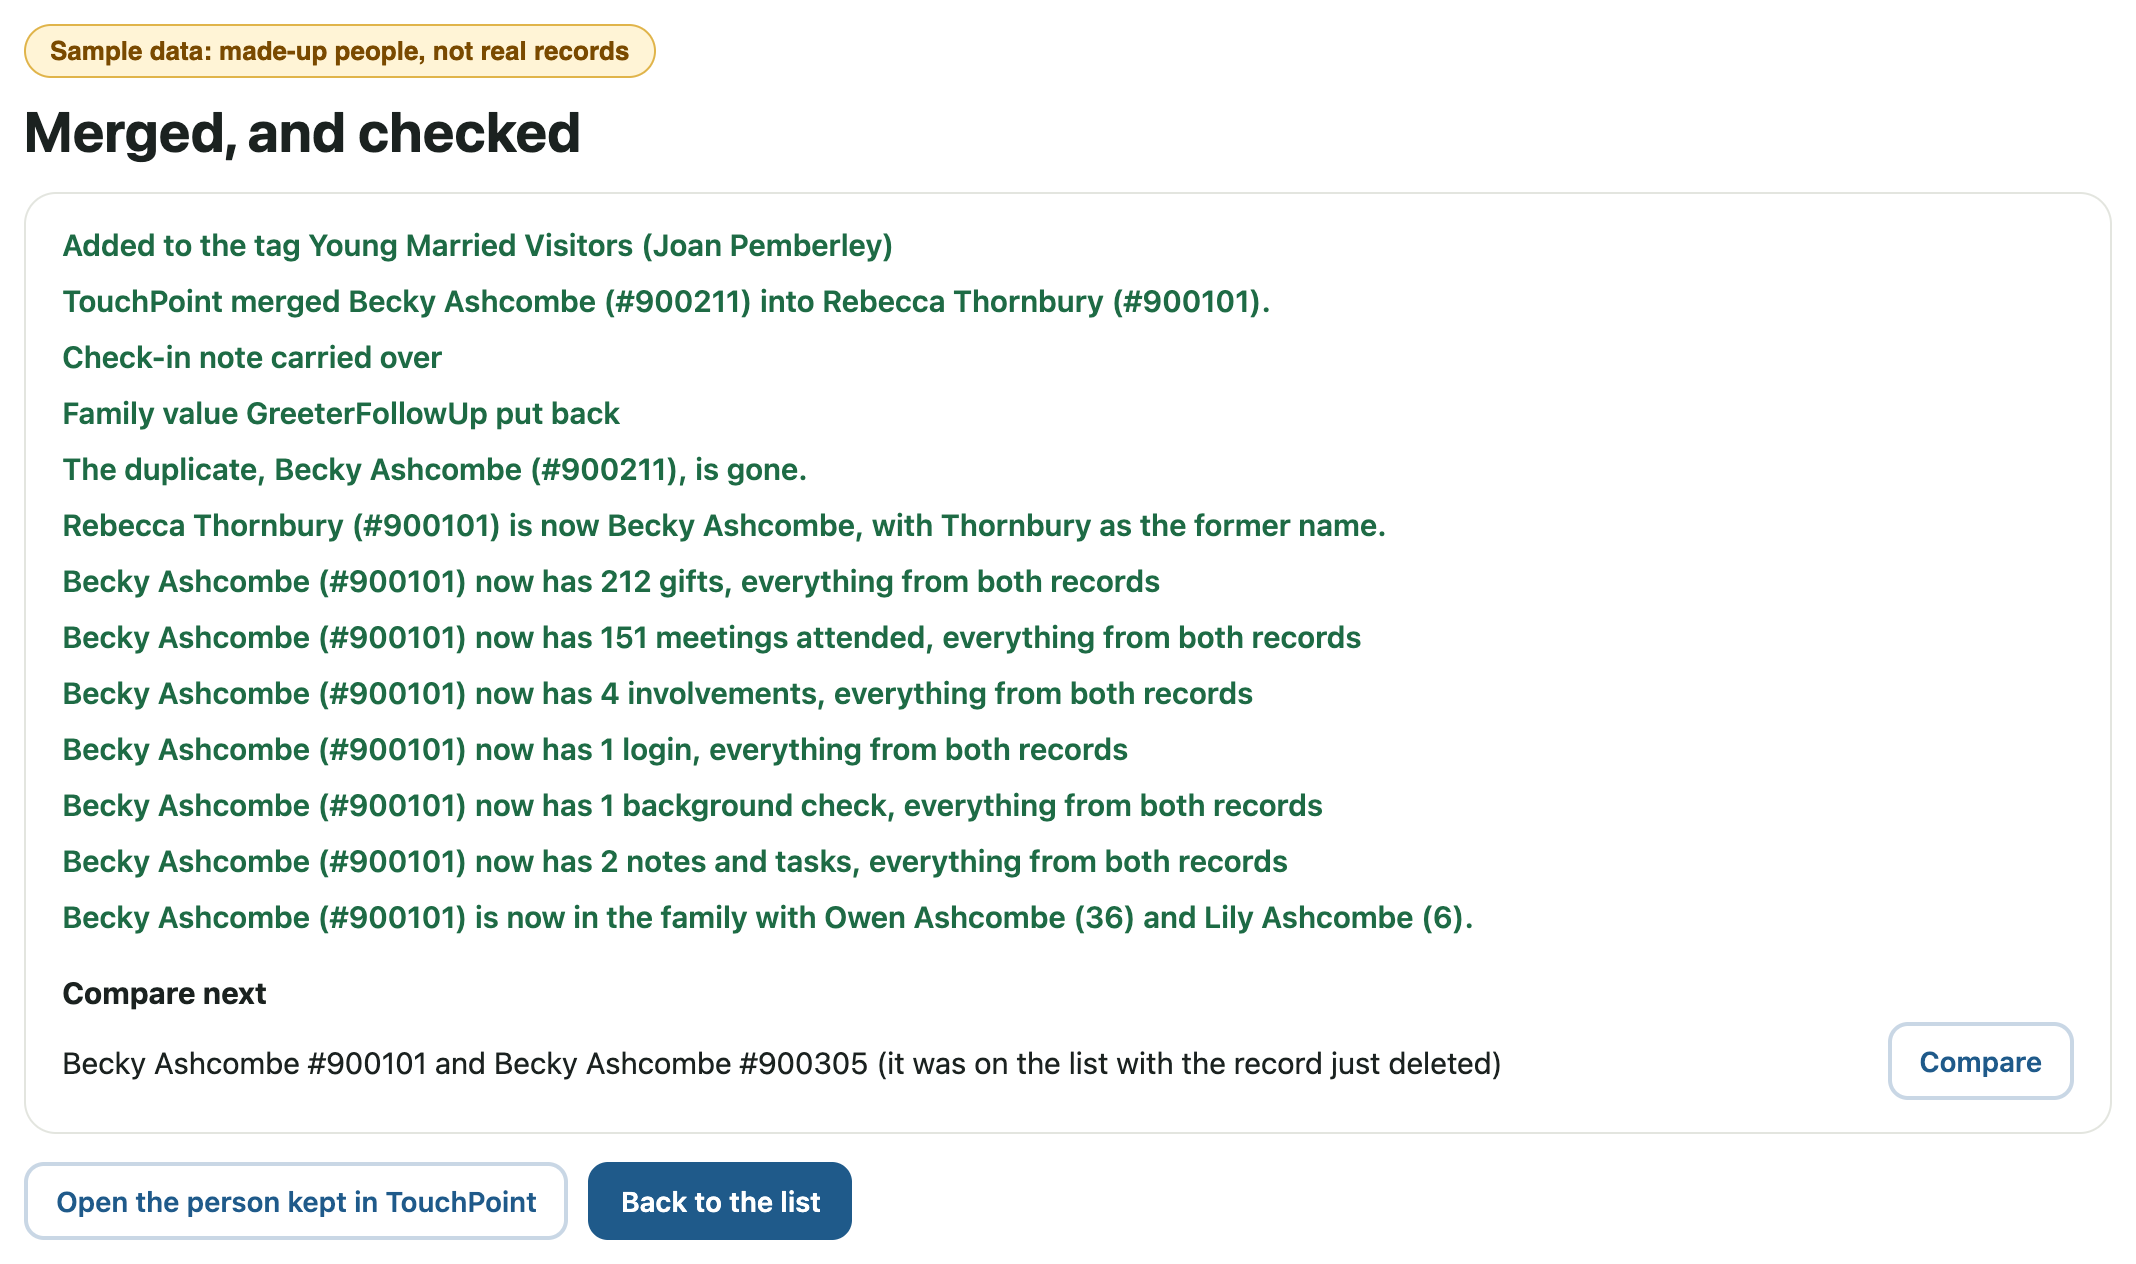 Sample data: made-up people, not real records
Merged, and checked
Added to the tag Young Married Visitors (Joan Pemberley)
TouchPoint merged Becky Ashcombe (#900211) into Rebecca Thornbury (#900101).
Check-in note carried over
Family value GreeterFollowUp put back
The duplicate, Becky Ashcombe (#900211), is gone.
Rebecca Thornbury (#900101) is now Becky Ashcombe, with Thornbury as the former name.
Becky Ashcombe (#900101) now has 212 gifts, everything from both records
Becky Ashcombe (#900101) now has 151 meetings attended, everything from both records
Becky Ashcombe (#900101) now has 4 involvements, everything from both records
Becky Ashcombe (#900101) now has 1 login, everything from both records
Becky Ashcombe (#900101) now has 1 background check, everything from both records
Becky Ashcombe (#900101) now has 2 notes and tasks, everything from both records
Becky Ashcombe (#900101) is now in the family with Owen Ashcombe (36) and Lily Ashcombe (6).
Compare next
Becky Ashcombe #900101 and Becky Ashcombe #900305 (it was on the list with the record just deleted)
Compare
Open the person kept in TouchPoint
Back to the list